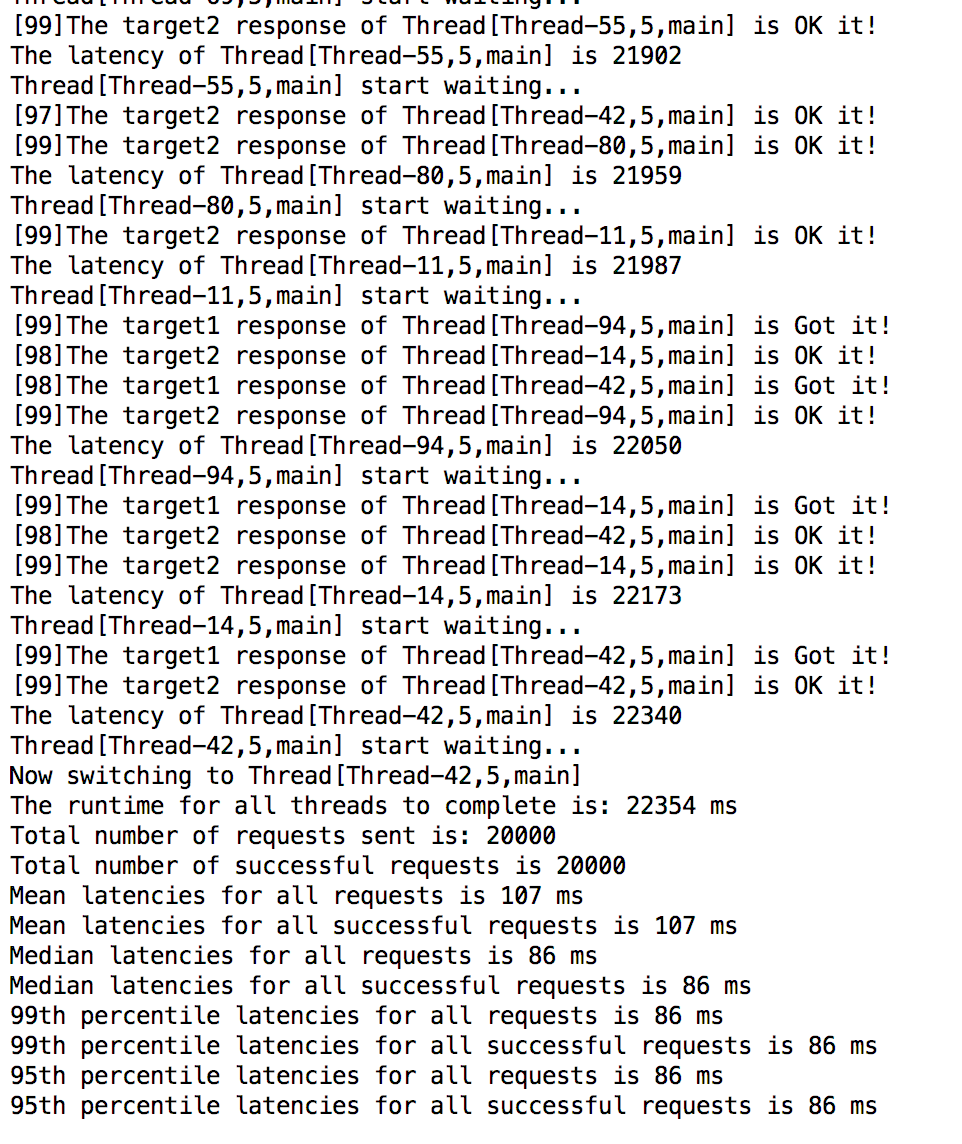 Thread[Thread-69,5,main] start waiting...
[99]The target2 response of Thread[Thread-55,5,main] is OK it!
The latency of Thread[Thread-55,5,main] is 21902
Thread[Thread-55,5,main] start waiting...
[97]The target2 response of Thread[Thread-42,5,main] is OK it!
[99]The target2 response of Thread[Thread-80,5,main] is OK it!
The latency of Thread[Thread-80,5,main] is 21959
Thread[Thread-80,5,main] start waiting...
[99]The target2 response of Thread[Thread-11,5,main] is OK it!
The latency of Thread[Thread-11,5,main] is 21987
Thread[Thread-11,5,main] start waiting...
[99]The target1 response of Thread[Thread-94,5,main] is Got it!
[98]The target2 response of Thread[Thread-14,5,main] is OK it!
[98]The target1 response of Thread[Thread-42,5,main] is Got it!
[99]The target2 response of Thread[Thread-94,5,main] is OK it!
The latency of Thread[Thread-94,5,main] is 22050
Thread[Thread-94,5,main] start waiting...
[99]The target1 response of Thread[Thread-14,5,main] is Got it!
[98]The target2 response of Thread[Thread-42,5,main] is OK it!
[99]The target2 response of Thread[Thread-14,5,main] is OK it!
The latency of Thread[Thread-14,5,main] is 22173
Thread[Thread-14,5,main] start waiting...
[99]The target1 response of Thread[Thread-42,5,main] is Got it!
[99]The target2 response of Thread[Thread-42,5,main] is OK it!
The latency of Thread[Thread-42,5,main] is 22340
Thread[Thread-42,5,main] start waiting...
Now switching to Thread[Thread-42,5,main]
The runtime for all threads to complete is: 22354 ms
Total number of requests sent is: 20000
Total number of successful requests is 20000
Mean latencies for all requests is 107 ms
Mean latencies for all successful requests is 107 ms
Median latencies for all requests is 86 ms
Median latencies for all successful requests is 86 ms
99th percentile latencies for all requests is 86 ms
99th percentile latencies for all successful requests is 86 ms
95th percentile latencies for all requests is 86 ms
95th percentile latencies for all successful requests is 86 ms